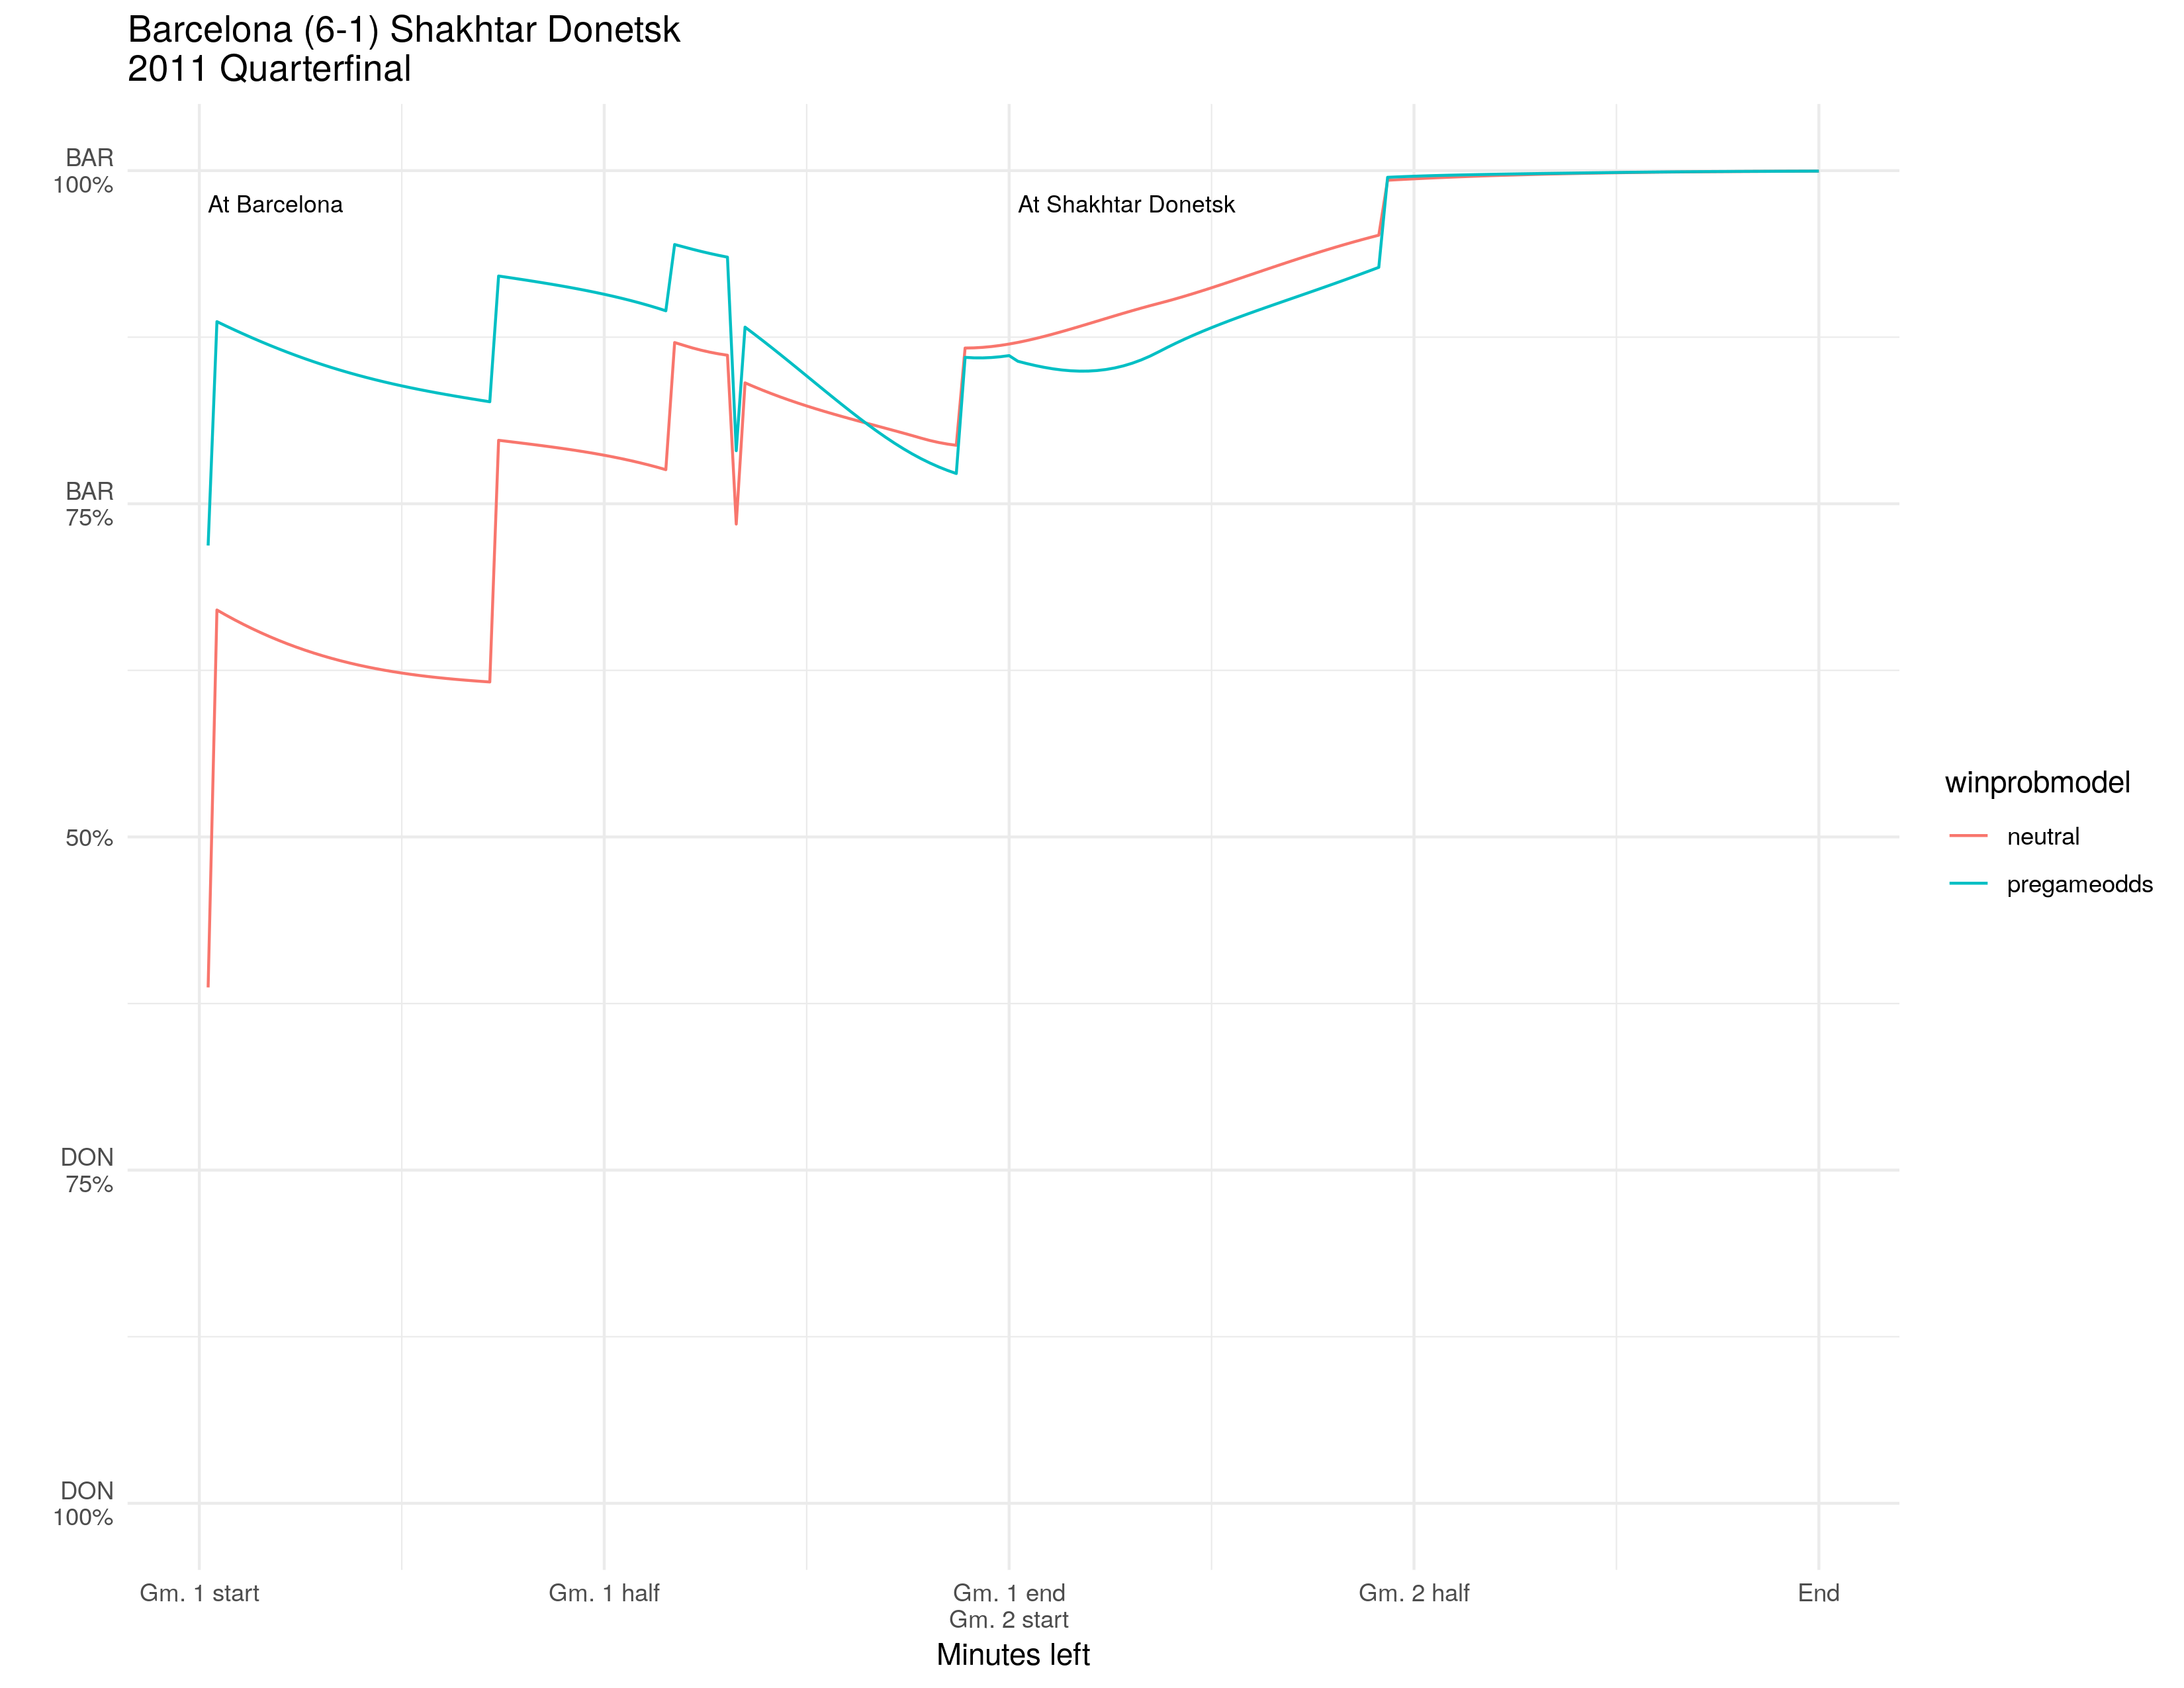 Barcelona (6-1) Shakhtar Donetsk
2011 Quarterfinal
BAR
100%
At Barcelona
At Shakhtar Donetsk
BAR
75%
50%
DON
75%
DON
100%
winprobmodel
neutral
pregameodds
Gm. 1 start
Gm. 1 half
Gm. 1 end
Gm. 2 start
Gm. 2 half
End
Minutes left